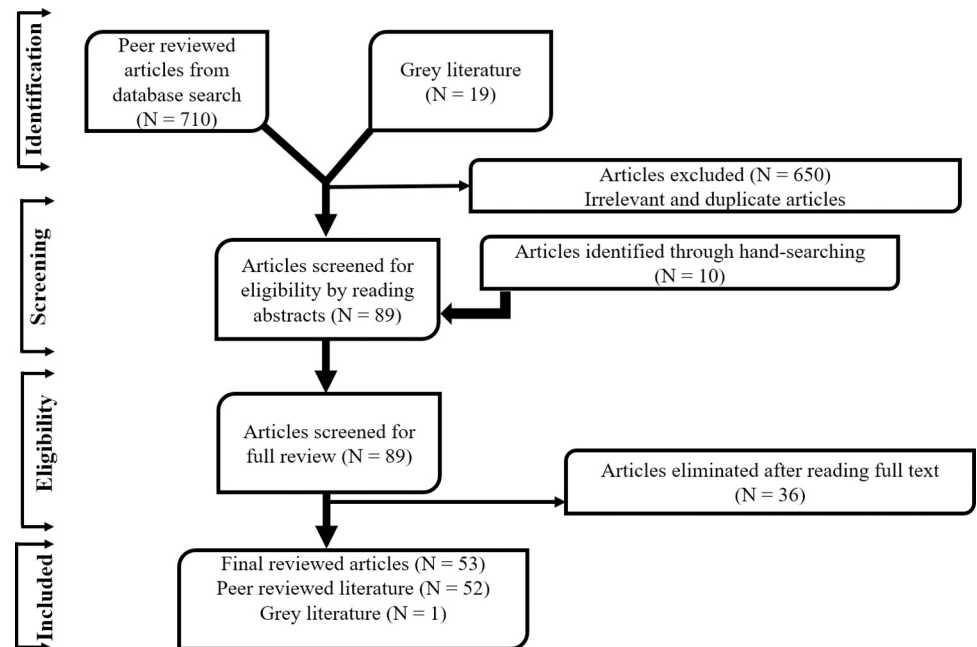 Identification
Peer reviewed
articles from
database search
(N = 710)
Grey literature
(N = 19)
Articles excluded (N = 650)
Irrelevant and duplicate articles
Screening
Articles screened for
eligibility by reading
abstracts (N = 89)
Articles identified through hand-searching
(N = 10)
Eligibility
Articles screened for
full review (N = 89)
Articles eliminated after reading full text
(N = 36)
Included
Final reviewed articles (N = 53)
Peer reviewed literature (N = 52)
Grey literature (N = 1)